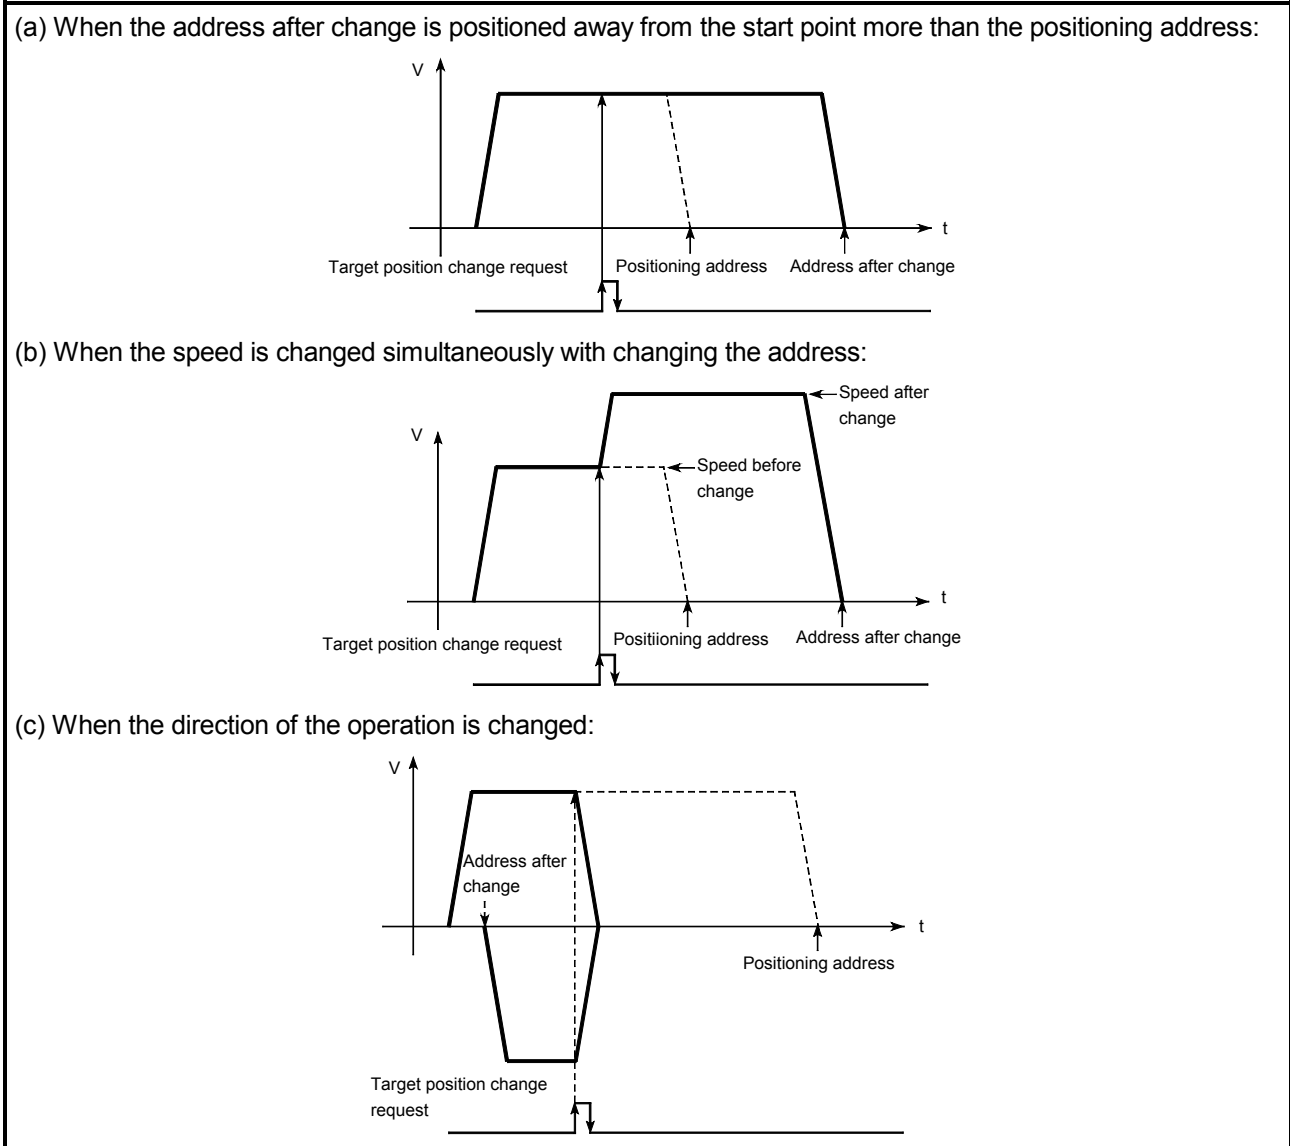 (a) When the address after change is positioned away from the start point more than the positioning address:
V
t
Target position change request
Positioning address
Address after change
(b) When the speed is changed simultaneously with changing the address:
Speed after
change
V
Speed before
change
t
Target position change request
Positiioning address
Address after change
(c) When the direction of the operation is changed:
V
Address after
change
t
Positioning address
Target position change
request